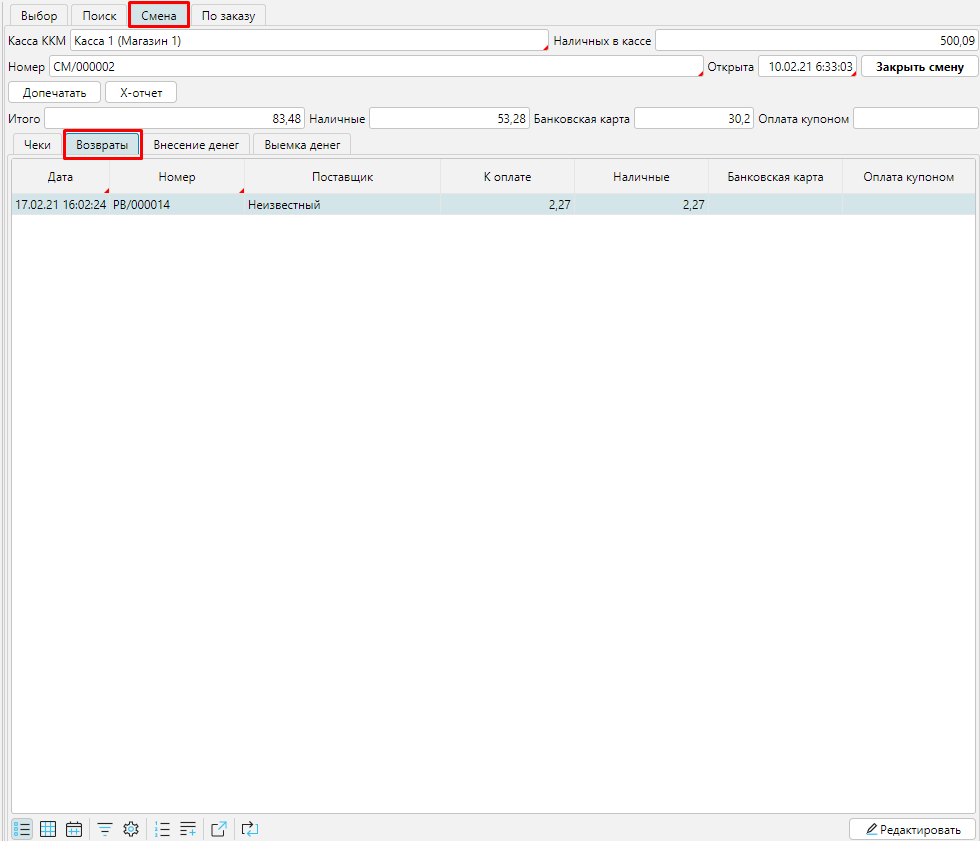 Выбор Поиск Смена По заказу
Касса ККМ Касса 1 (Магазин 1) Наличных в кассе 500,09
Номер СМ/000002 Открыта 10.02.21 6:33:03 Закрыть смену
Допечатать X-отчет
Итого 83,48 Наличные 53,28 Банковская карта 30,2 Оплата купоном
Чеки Возвраты Внесение денег Выемка денег
Дата Номер Поставщик К оплате Наличные Банковская карта Оплата купоном
17.02.21 16:02:24 РВ/000014 Неизвестный 2,27 2,27
Редактировать